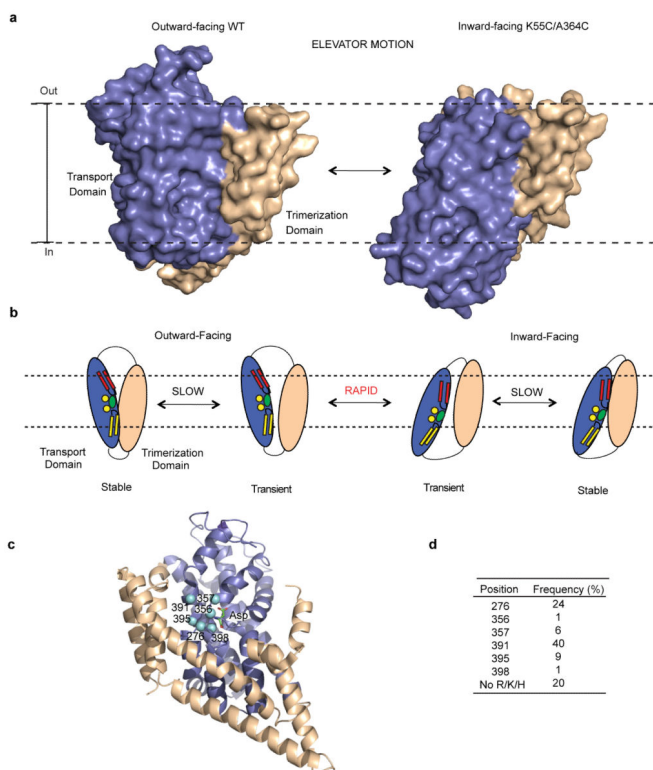 a
Outward-facing WT
ELEVATOR MOTION
Inward-facing K55C/A364C
Out
Transport
Domain
Trimerization
Domain
In
b
Outward-Facing
Inward-Facing
SLOW
RAPID
SLOW
Transport
Domain
Trimerization
Domain
Stable
Transient
Transient
Stable
c
357
391
356
Asp
395
276
398
d
Position Frequency (%)
276 24
356 1
357 6
391 40
395 9
398 1
No R/K/H 20